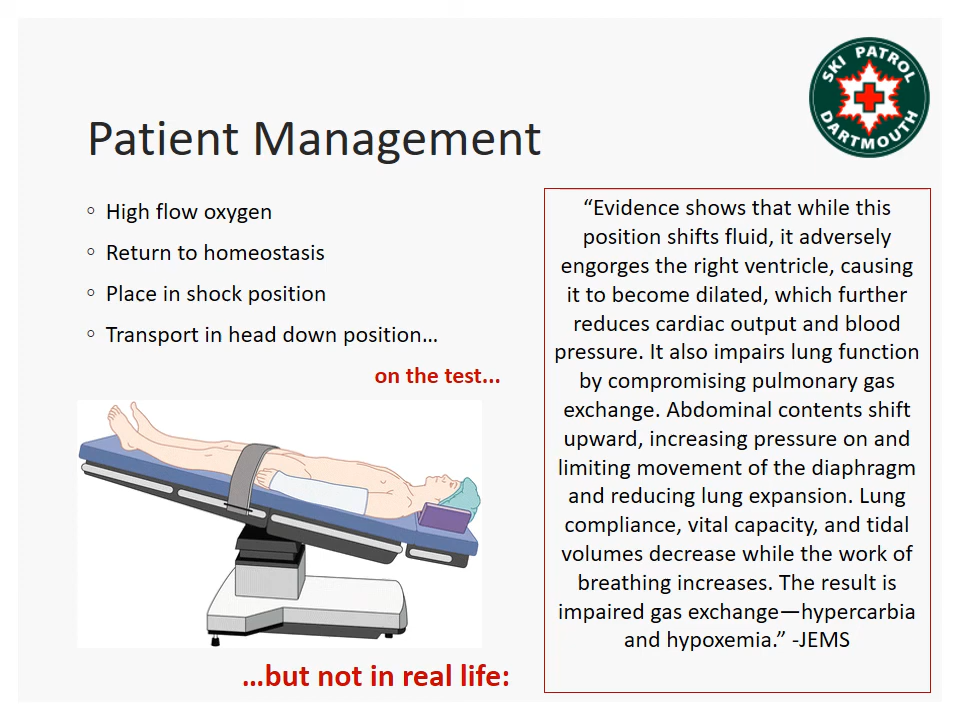 SKI PATROL
DARTMOUTH
Patient Management
○ High flow oxygen
○ Return to homeostasis
○ Place in shock position
○ Transport in head down position…
on the test...
…but not in real life:
“Evidence shows that while this
position shifts fluid, it adversely
engorges the right ventricle, causing
it to become dilated, which further
reduces cardiac output and blood
pressure. It also impairs lung function
by compromising pulmonary gas
exchange. Abdominal contents shift
upward, increasing pressure on and
limiting movement of the diaphragm
and reducing lung expansion. Lung
compliance, vital capacity, and tidal
volumes decrease while the work of
breathing increases. The result is
impaired gas exchange—hypercarbia
and hypoxemia.” -JEMS